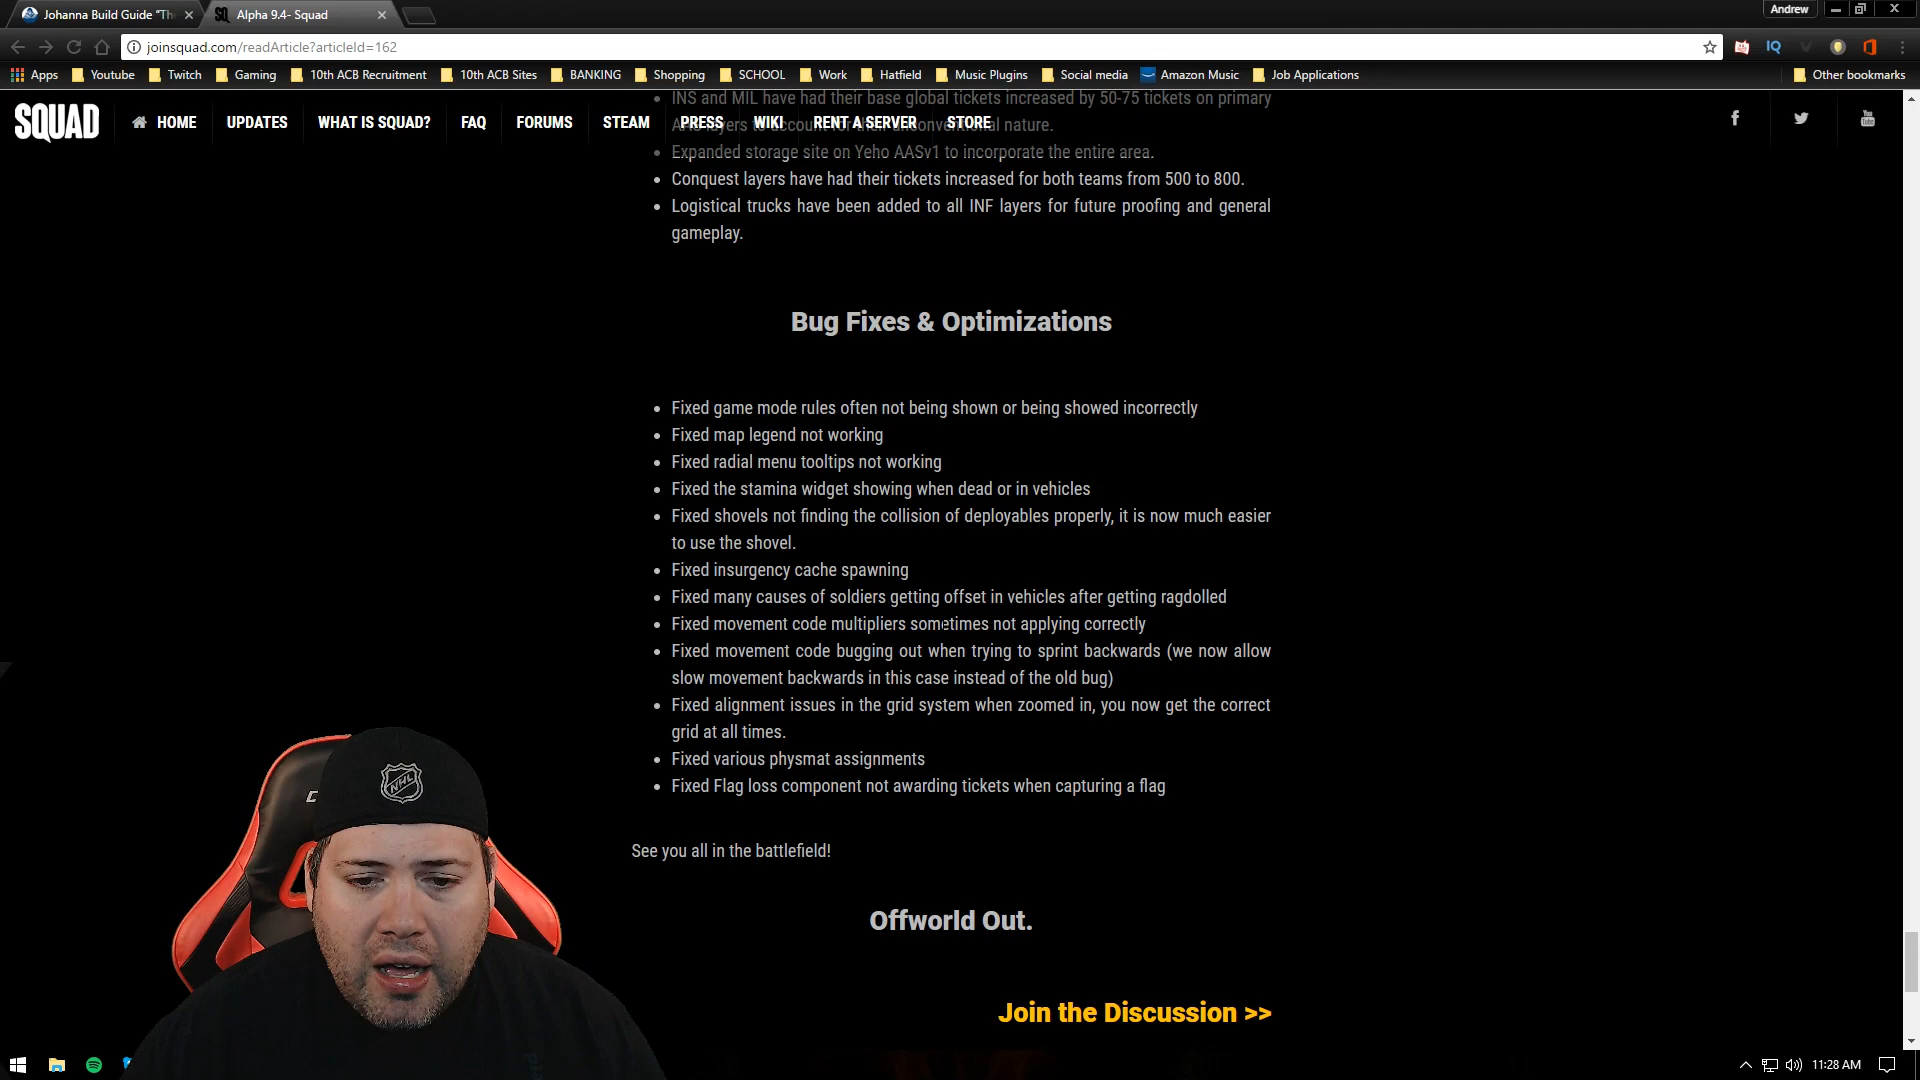 Johanna Build Guide "Th
Alpha 9.4- Squad
Andrew
joinsquad.com/readArticle?articleId=162
Apps Youtube Twitch Gaming 10th ACB Recruitment 10th ACB Sites BANKING Shopping SCHOOL Work Hatfield Music Plugins Social media Amazon Music Job Applications Other bookmarks
INS and MIL have had their base global tickets increased by 50-75 tickets on primary
SQUAD HOME UPDATES WHAT IS SQUAD? FAQ FORUMS STEAM PRESS WIKI RENT A SERVER STORE
layers to account for their unconventional nature.
• Expanded storage site on Yeho AASv1 to incorporate the entire area.
• Conquest layers have had their tickets increased for both teams from 500 to 800.
• Logistical trucks have been added to all INF layers for future proofing and general
gameplay.
Bug Fixes & Optimizations
• Fixed game mode rules often not being shown or being showed incorrectly
• Fixed map legend not working
• Fixed radial menu tooltips not working
• Fixed the stamina widget showing when dead or in vehicles
• Fixed shovels not finding the collision of deployables properly, it is now much easier
to use the shovel.
• Fixed insurgency cache spawning
• Fixed many causes of soldiers getting offset in vehicles after getting ragdolled
• Fixed movement code multipliers sometimes not applying correctly
• Fixed movement code bugging out when trying to sprint backwards (we now allow
slow movement backwards in this case instead of the old bug)
• Fixed alignment issues in the grid system when zoomed in, you now get the correct
grid at all times.
• Fixed various physmat assignments
• Fixed Flag loss component not awarding tickets when capturing a flag
See you all in the battlefield!
Offworld Out.
Join the Discussion >>
NHL
11:28 AM